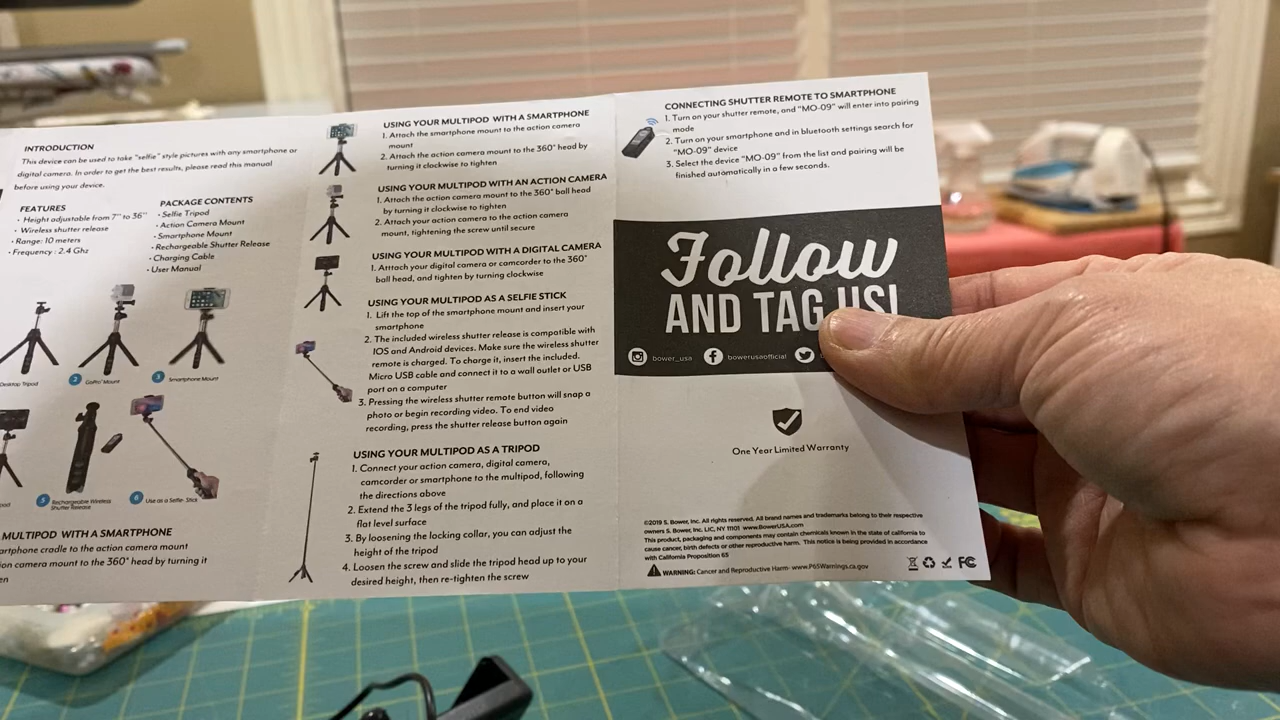 INTRODUCTION
This device can be used to take "selfie" style pictures with any smartphone or
digital camera. In order to get the best results, please read this manual
before using your device.
FEATURES
• Height adjustable from 7" to 36"
• Wireless shutter release
• Range: 10 meters
• Frequency : 2.4 Ghz
PACKAGE CONTENTS
• Selfie Tripod
• Action Camera Mount
• Smartphone Mount
• Rechargeable Shutter Release
• Charging Cable
• User Manual
Desktop Tripod
2 GoPro Mount
3 Smartphone Mount
5 Rechargeable Wireless
Shutter Release
6 Use as a Selfie- Stick
MULTIPOD WITH A SMARTPHONE
cradle to the action camera mount
camera mount to the 360° head by turning it
USING YOUR MULTIPOD WITH A SMARTPHONE
1. Attach the smartphone mount to the action camera
mount
2. Attach the action camera mount to the 360° head by
turning it clockwise to tighten
USING YOUR MULTIPOD WITH AN ACTION CAMERA
1. Attach the action camera mount to the 360° ball head
by turning it clockwise to tighten
2. Attach your action camera to the action camera
mount, tightening the screw until secure
USING YOUR MULTIPOD WITH A DIGITAL CAMERA
1. Attach your digital camera or camcorder to the 360°
ball head, and tighten by turning clockwise
USING YOUR MULTIPOD AS A SELFIE STICK
1. Lift the top of the smartphone mount and insert your
smartphone
2. The included wireless shutter release is compatible with
IOS and Android devices. Make sure the wireless shutter
remote is charged. To charge it, insert the included.
Micro USB cable and connect it to a wall outlet or USB
port on a computer
3. Pressing the wireless shutter remote button will snap a
photo or begin recording video. To end video
recording, press the shutter release button again
USING YOUR MULTIPOD AS A TRIPOD
1. Connect your action camera, digital camera,
camcorder or smartphone to the multipod, following
the directions above
2. Extend the 3 legs of the tripod fully, and place it on a
flat level surface
3. By loosening the locking collar, you can adjust the
height of the tripod
4. Loosen the screw and slide the tripod head up to your
desired height, then re-tighten the screw
CONNECTING SHUTTER REMOTE TO SMARTPHONE
1. Turn on your shutter remote, and "MO-09" will enter into pairing
mode
2. Turn on your smartphone and in bluetooth settings search for
"MO-09" device
3. Select the device "MO-09" from the list and pairing will be
finished automatically in a few seconds.
Follow
AND TAG US!
bower_usa bowerusaofficial
One Year Limited Warranty
©2019 S. Bower, Inc. All rights reserved. All brand names and trademarks belong to their respective
owners S. Bower, Inc. LIC, NY 11101 www.BowerUSA.com
This product, packaging and components may contain chemicals known in the state of california to
cause cancer, birth defects or other reproductive harm. This notice is being provided in accordance
with California Proposition 65
WARNING: Cancer and Reproductive Harm- www.P65Warnings.ca.gov
FC